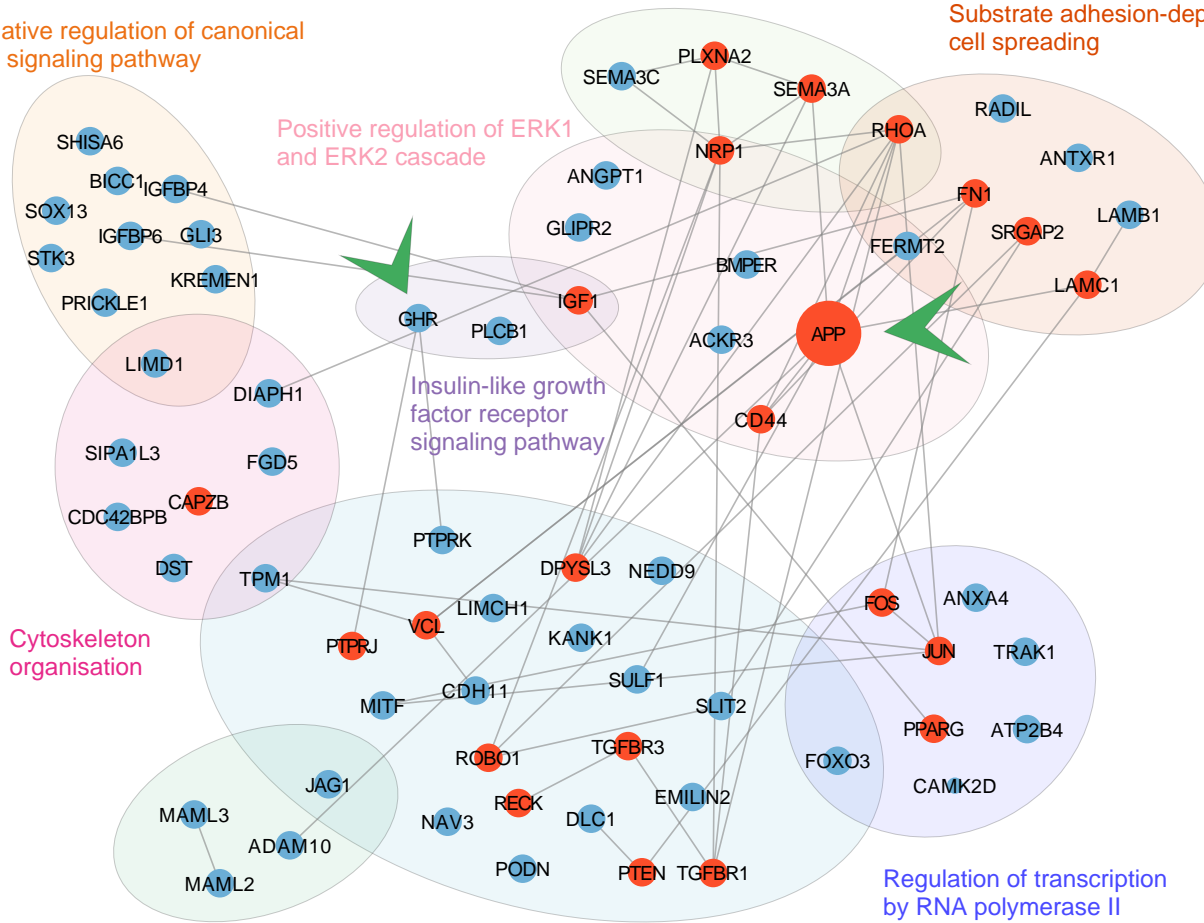 ative regulation of canonical
signaling pathway
Substrate adhesion-dep
cell spreading
PLXNA2
SEMA3C
SEMA3A
RADIL
RHOA
SHISA6
Positive regulation of ERK1
and ERK2 cascade
NRP1
ANTXR1
BICC1
IGFBP4
ANGPT1
FN1
SOX13
GLIPR2
LAMB1
IGFBP6
GLI3
FERMT2
SRGAP2
STK3
BMPER
KREMEN1
LAMC1
PRICKLE1
IGF1
GHR
PLCB1
ACKR3
APP
LIMD1
DIAPH1
Insulin-like growth
factor receptor
signaling pathway
CD44
SIPA1L3
FGD5
CAPZB
CDC42BPB
PTPRK
DST
TPM1
DPYSL3
NEDD9
LIMCH1
FOS
ANXA4
Cytoskeleton
organisation
VCL
PTPRJ
KANK1
JUN
TRAK1
CDH11
SULF1
MITF
SLIT2
PPARG
ATP2B4
ROBO1
TGFBR3
FOXO3
JAG1
CAMK2D
RECK
EMILIN2
MAML3
NAV3
DLC1
ADAM10
PODN
PTEN
TGFBR1
MAML2
Regulation of transcription
by RNA polymerase II